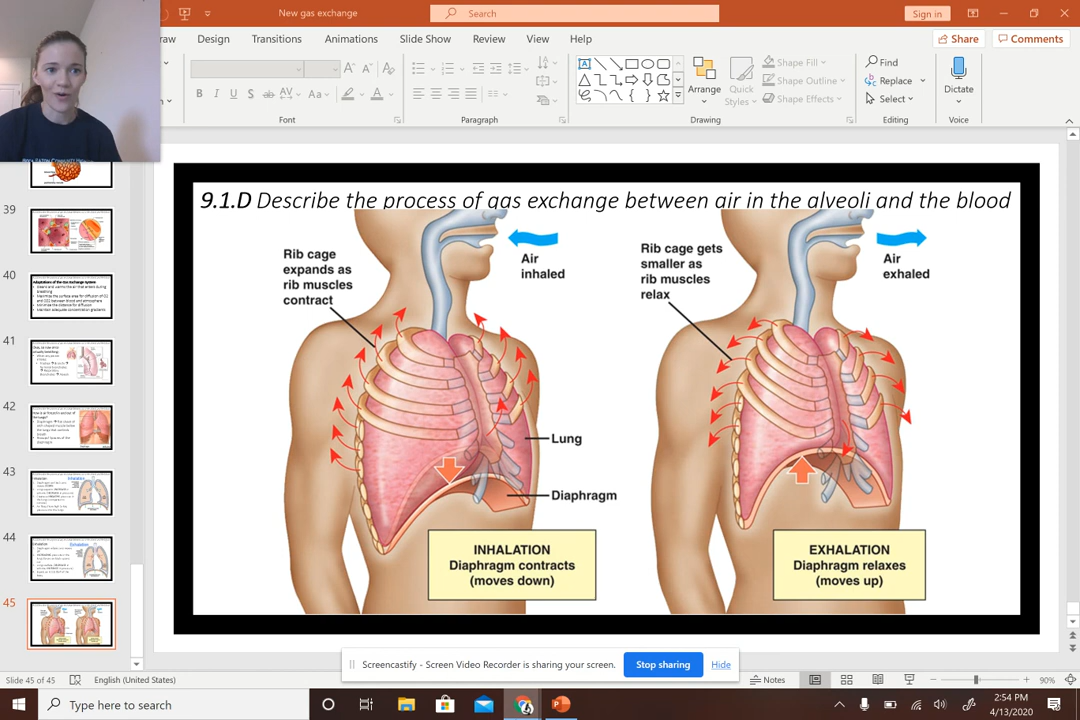 New gas exchange
Search
Sign in
raw
Design
Transitions
Animations
Slide Show
Review
View
Help
Share
Comments
B I U S ab AV Aa A
Font
Paragraph
Arrange
Quick
Styles
Shape Fill
Shape Outline
Shape Effects
Drawing
Find
Replace
Select
Editing
Dictate
Voice
39
40
41
42
43
44
45
9.1.D Describe the process of gas exchange between air in the alveoli and the blood
Rib cage
expands as
rib muscles
contract
Air
inhaled
Lung
Diaphragm
INHALATION
Diaphragm contracts
(moves down)
Rib cage gets
smaller as
rib muscles
relax
Air
exhaled
EXHALATION
Diaphragm relaxes
(moves up)
Screencastify - Screen Video Recorder is sharing your screen.
Stop sharing
Hide
Slide 45 of 45
English (United States)
Notes
90%
Type here to search
2:54 PM
4/13/2020